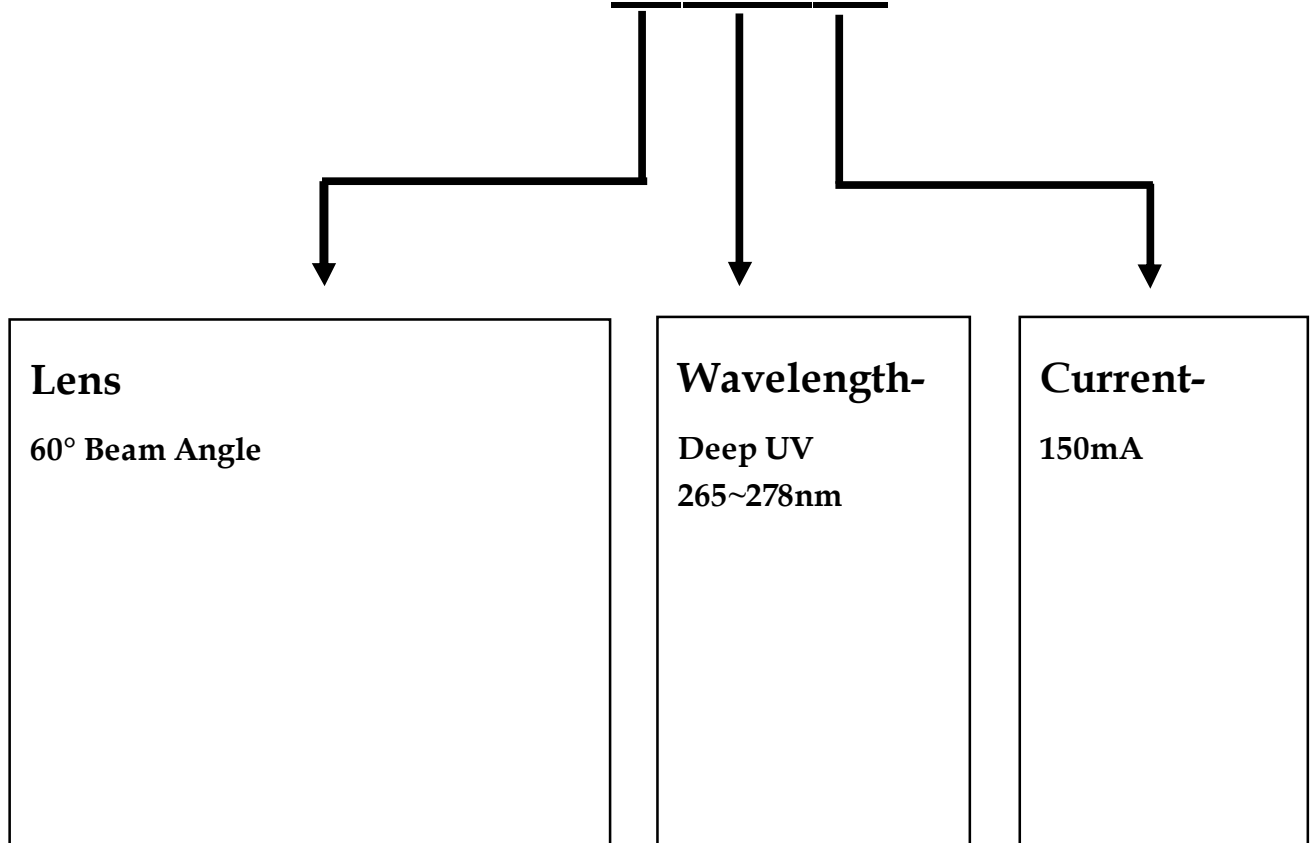 Lens
60° Beam Angle
Wavelength-
Deep UV
265~278nm
Current-
150mA